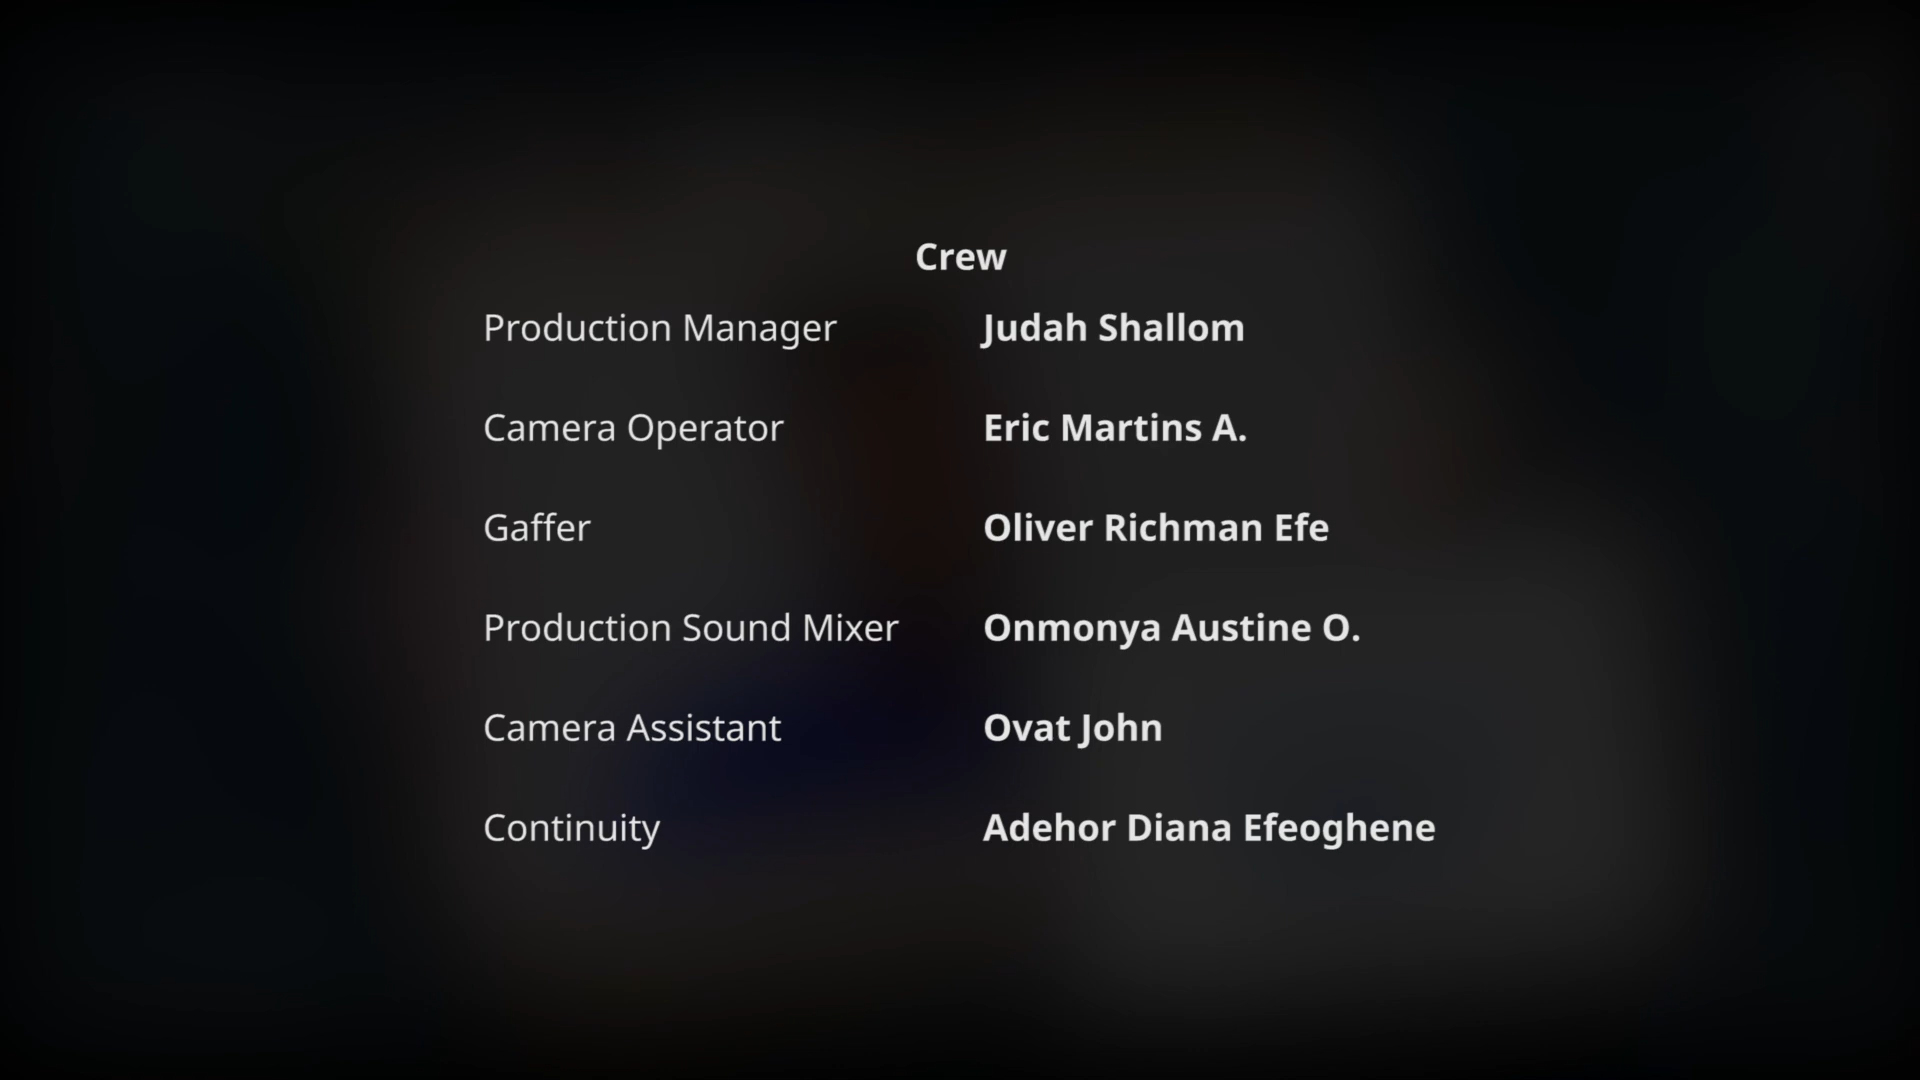 Crew
Production Manager Judah Shallom
Camera Operator Eric Martins A.
Gaffer Oliver Richman Efe
Production Sound Mixer Onmonya Austine O.
Camera Assistant Ovat John
Continuity Adehor Diana Efeoghene